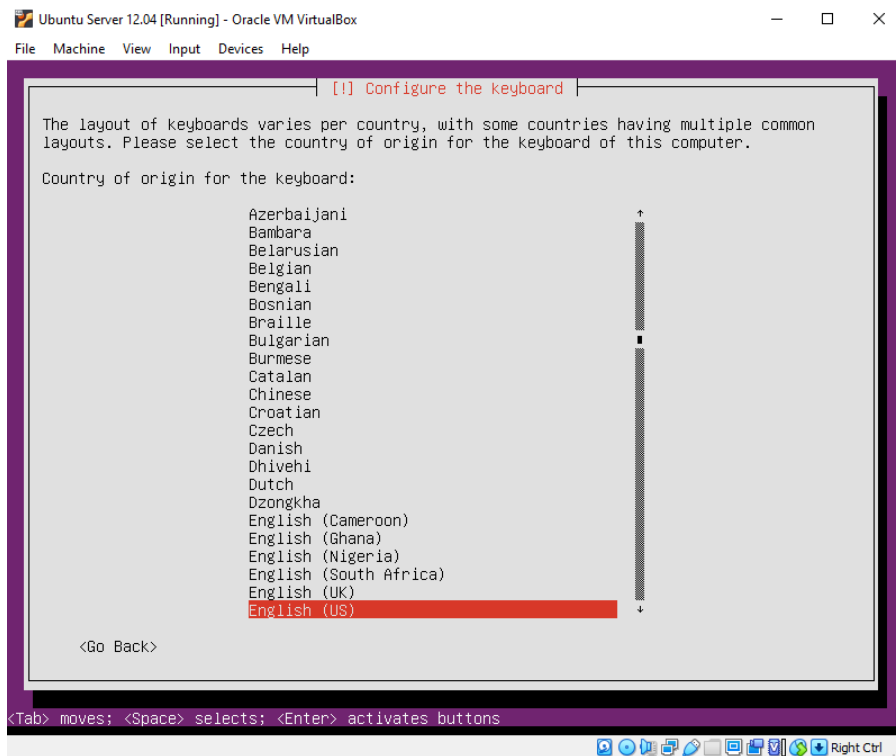 Ubuntu Server 12.04 [Running] - Oracle VM VirtualBox
File Machine View Input Devices Help
[!] Configure the keyboard
The layout of keyboards varies per country, with some countries having multiple common
layouts. Please select the country of origin for the keyboard of this computer.
Country of origin for the keyboard:
Azerbaijani
Bambara
Belarusian
Belgian
Bengali
Bosnian
Braille
Bulgarian
Burmese
Catalan
Chinese
Croatian
Czech
Danish
Dhivehi
Dutch
Dzongkha
English (Cameroon)
English (Ghana)
English (Nigeria)
English (South Africa)
English (UK)
English (US)
<Go Back>
<Tab> moves; <Space> selects; <Enter> activates buttons
Right Ctrl